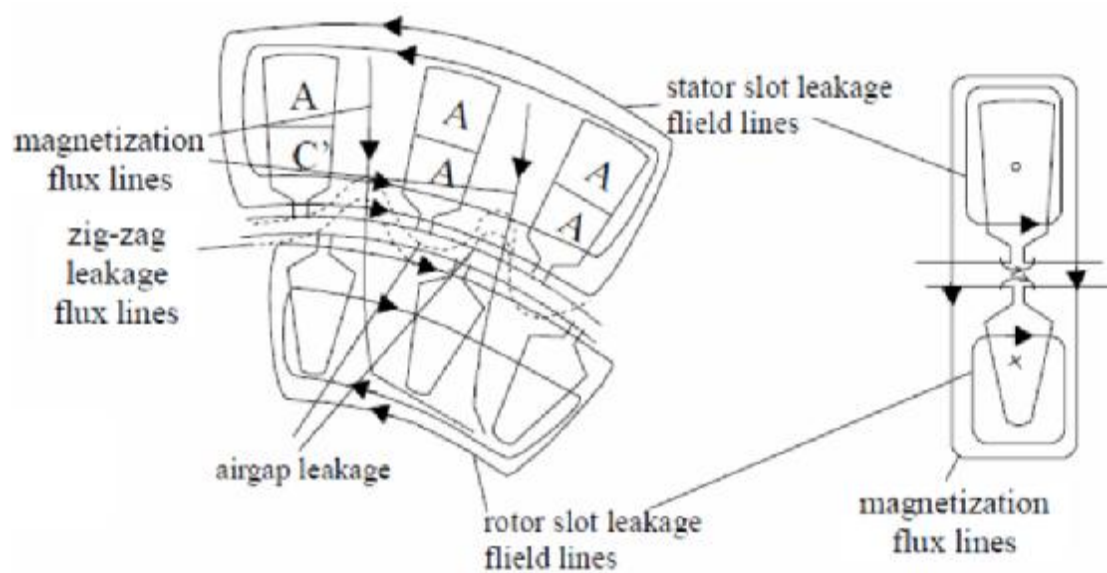 A
C'
A
A
A
A
magnetization
flux lines
zig-zag
leakage
flux lines
airgap leakage
stator slot leakage
flield lines
rotor slot leakage
flield lines
magnetization
flux lines